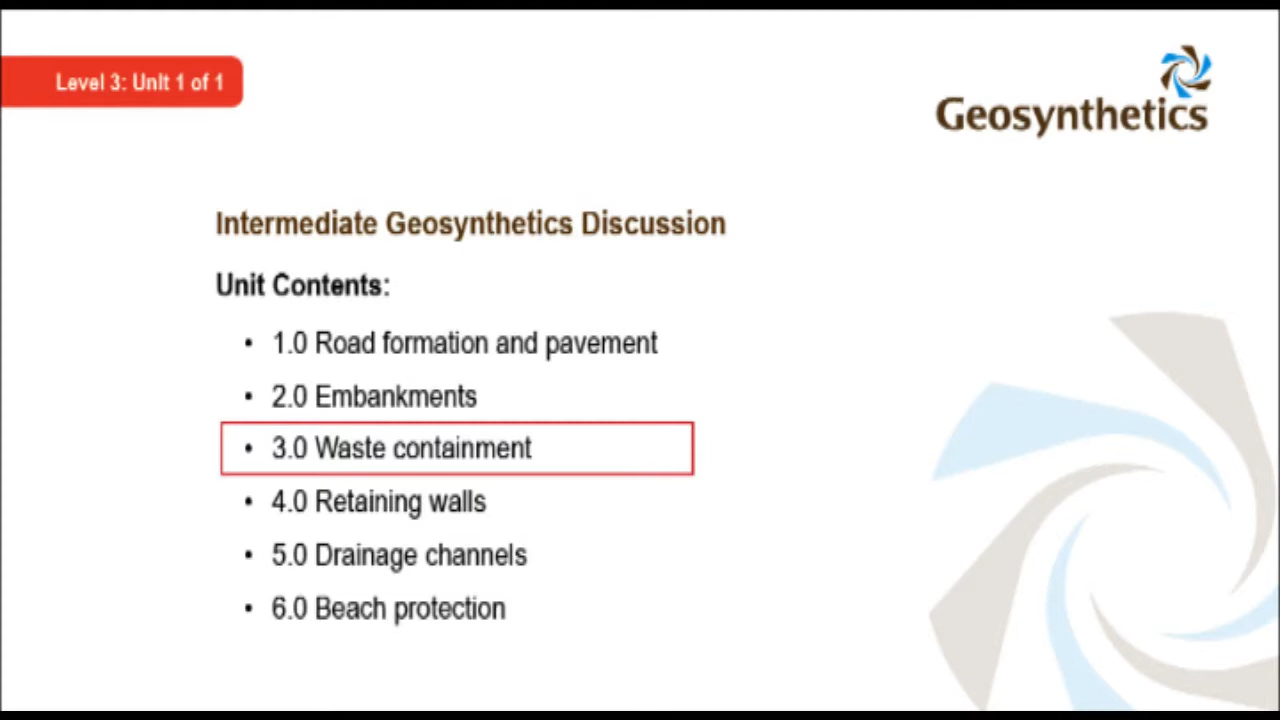 Level 3: Unit 1 of 1
Geosynthetics
Intermediate Geosynthetics Discussion
Unit Contents:
• 1.0 Road formation and pavement
• 2.0 Embankments
• 3.0 Waste containment
• 4.0 Retaining walls
• 5.0 Drainage channels
• 6.0 Beach protection